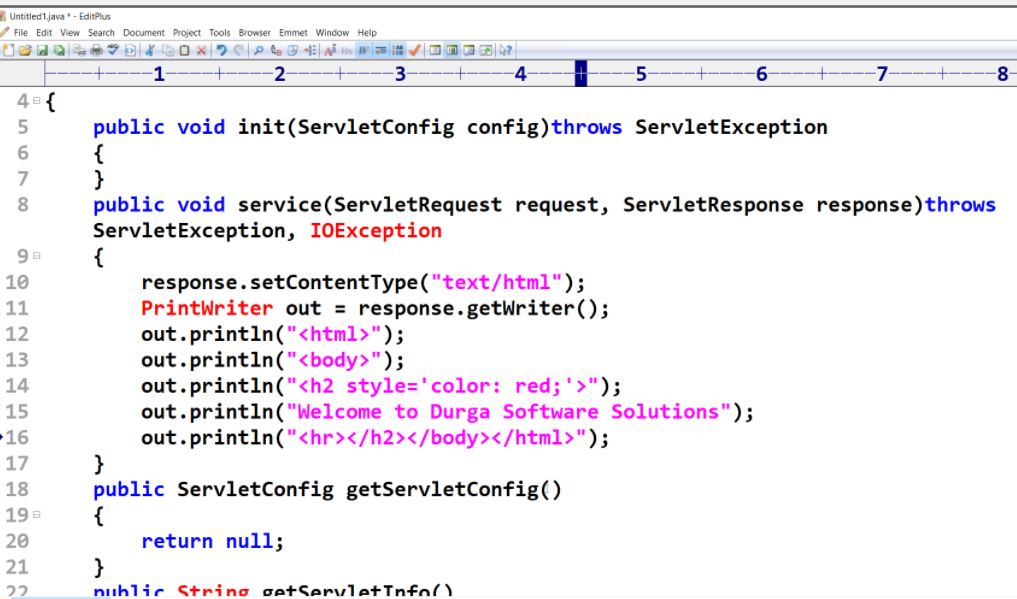 Untitled1.java * - EditPlus
File Edit View Search Document Project Tools Browser Emmet Window Help
----+----1----+----2----+----3----+----4----+----5----+----6----+----7----+----8-
4 {
5 public void init(ServletConfig config)throws ServletException
6 {
7 }
8 public void service(ServletRequest request, ServletResponse response)throws
ServletException, IOException
9 {
10 response.setContentType("text/html");
11 PrintWriter out = response.getWriter();
12 out.println("<html>");
13 out.println("<body>");
14 out.println("<h2 style='color: red;'>");
15 out.println("Welcome to Durga Software Solutions");
16 out.println("<hr></h2></body></html>");
17 }
18 public ServletConfig getServletConfig()
19 {
20 return null;
21 }
22 public String getServletInfo()